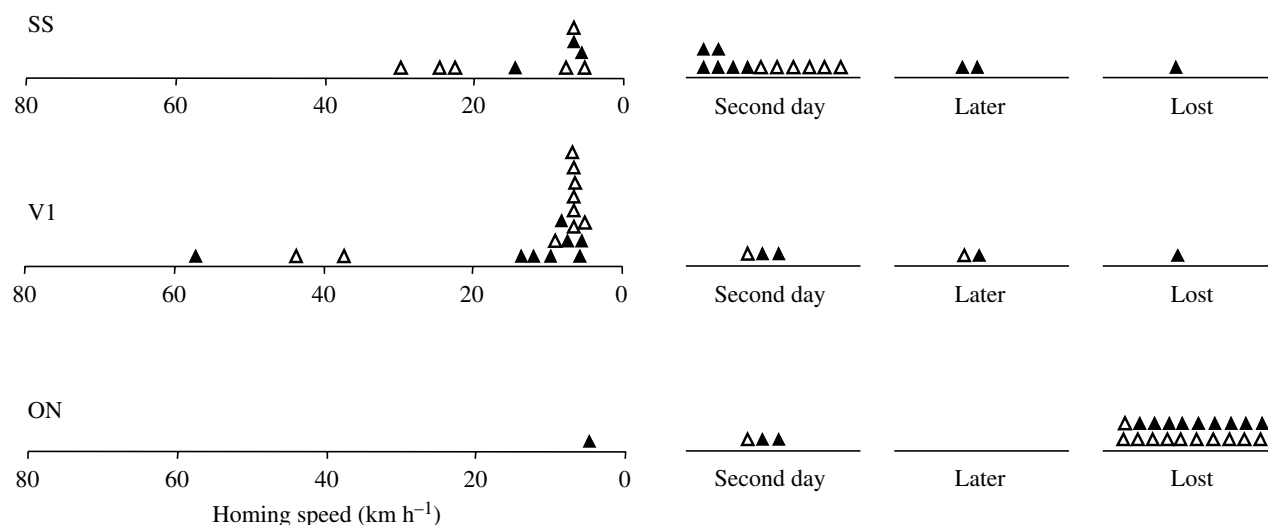 SS
80 60 40 20 0 Second day Later Lost
V1
80 60 40 20 0 Second day Later Lost
ON
80 60 40 20 0 Second day Later Lost
Homing speed (km h⁻¹)